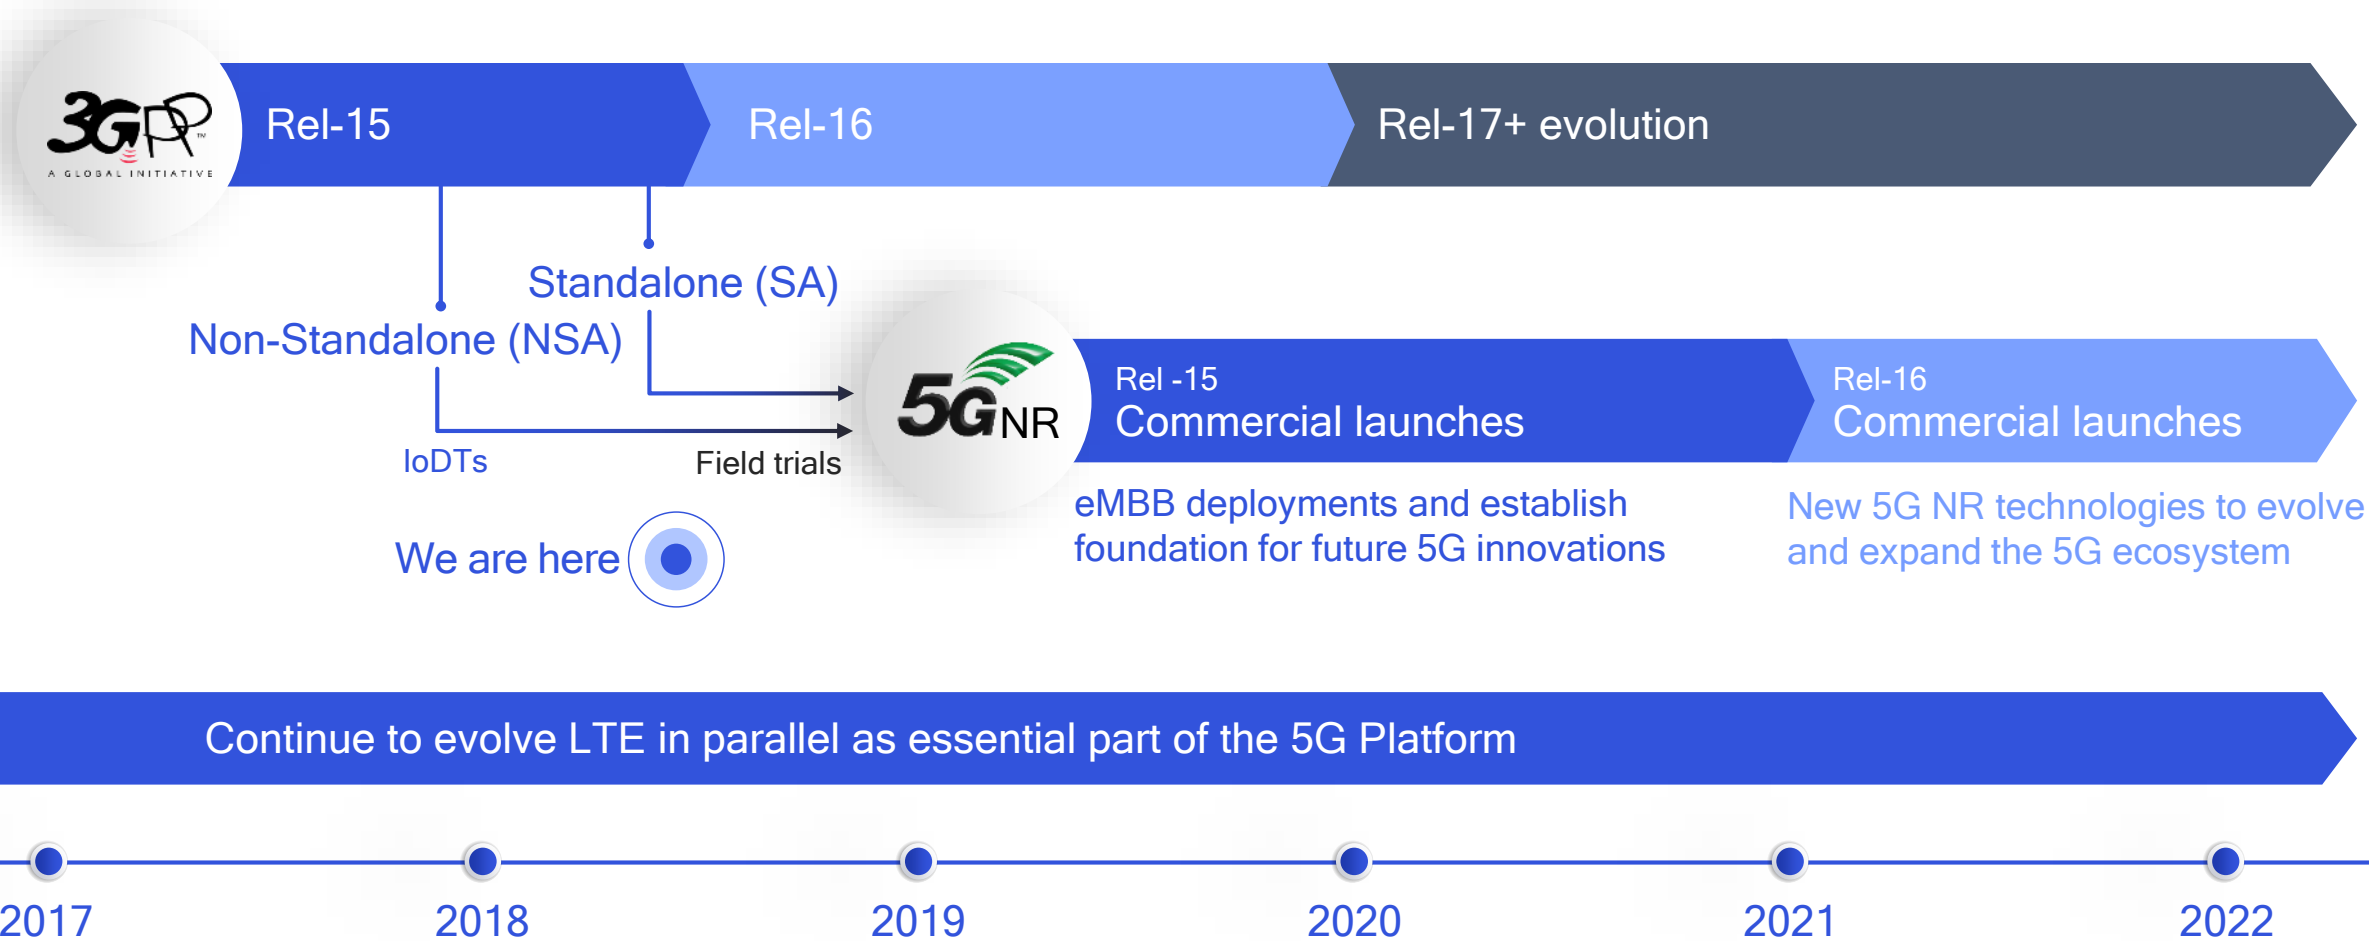 3GPP™
A GLOBAL INITIATIVE
Rel-15
Rel-16
Rel-17+ evolution
Standalone (SA)
Non-Standalone (NSA)
IoDTs
Field trials
We are here
5G NR
Rel -15
Commercial launches
eMBB deployments and establish
foundation for future 5G innovations
Rel-16
Commercial launches
New 5G NR technologies to evolve
and expand the 5G ecosystem
Continue to evolve LTE in parallel as essential part of the 5G Platform
2017
2018
2019
2020
2021
2022